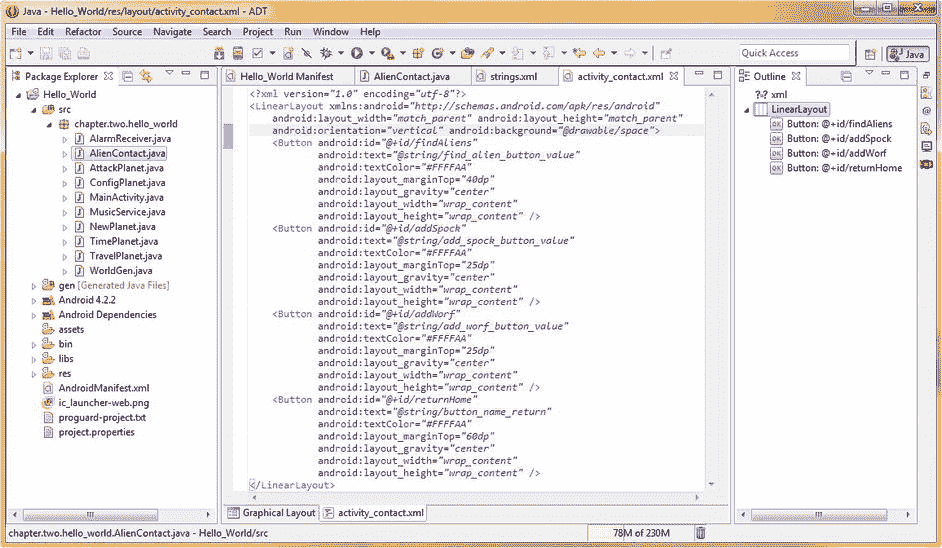 Java - Hello_World/res/layout/activity_contact.xml - ADT
File Edit Refactor Source Navigate Search Project Run Window Help
Quick Access
Java
Package Explorer
Hello_World
src
chapter.two.hello_world
AlarmReceiver.java
AlienContact.java
AttackPlanet.java
ConfigPlanet.java
MainActivity.java
MusicService.java
NewPlanet.java
TimePlanet.java
TravelPlanet.java
WorldGen.java
gen [Generated Java Files]
Android 4.2.2
Android Dependencies
assets
bin
libs
res
AndroidManifest.xml
ic_launcher-web.png
proguard-project.txt
project.properties
Hello_World Manifest
AlienContact.java
strings.xml
activity_contact.xml
<?xml version="1.0" encoding="utf-8"?>
<LinearLayout xmlns:android="http://schemas.android.com/apk/res/android"
android:layout_width="match_parent" android:layout_height="match_parent"
android:orientation="vertical" android:background="@drawable/space">
<Button android:id="@+id/findAliens"
android:text="@string/find_alien_button_value"
android:textColor="#FFFFAA"
android:layout_marginTop="40dp"
android:layout_gravity="center"
android:layout_width="wrap_content"
android:layout_height="wrap_content" />
<Button android:id="@+id/addSpock"
android:text="@string/add_spock_button_value"
android:textColor="#FFFFAA"
android:layout_marginTop="25dp"
android:layout_gravity="center"
android:layout_width="wrap_content"
android:layout_height="wrap_content" />
<Button android:id="@+id/addWorf"
android:text="@string/add_worf_button_value"
android:textColor="#FFFFAA"
android:layout_marginTop="25dp"
android:layout_gravity="center"
android:layout_width="wrap_content"
android:layout_height="wrap_content" />
<Button android:id="@+id/returnHome"
android:text="@string/button_name_return"
android:textColor="#FFFFAA"
android:layout_marginTop="60dp"
android:layout_gravity="center"
android:layout_width="wrap_content"
android:layout_height="wrap_content" />
</LinearLayout>
Graphical Layout
activity_contact.xml
Outline
xml
LinearLayout
OK Button: @+id/findAliens
OK Button: @+id/addSpock
OK Button: @+id/addWorf
OK Button: @+id/returnHome
chapter.two.hello_world.AlienContact.java - Hello_World/src
78M of 230M